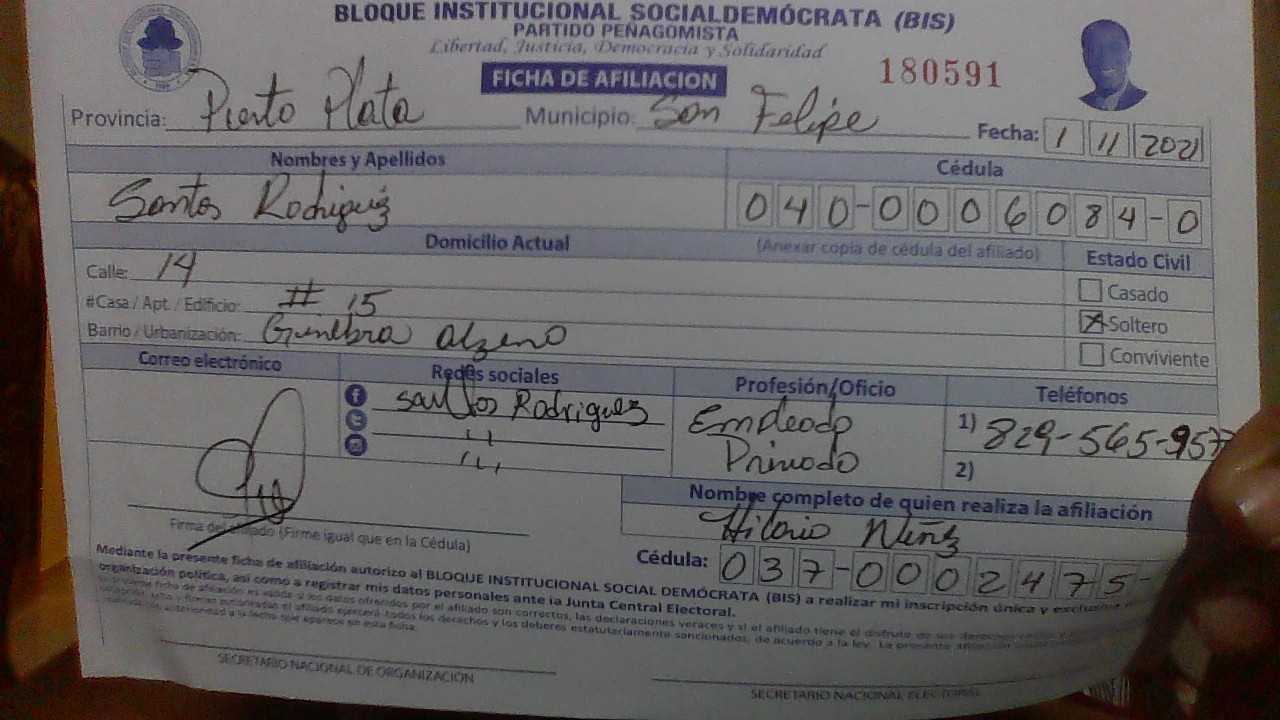 BLOQUE INSTITUCIONAL SOCIALDEMÓCRATA (BIS)
PARTIDO PEÑAGOMISTA
Libertad, Justicia, Democracia y Solidaridad
FICHA DE AFILIACION
180591
Provincia: Puerto Plata Municipio: San Felipe Fecha: 1 11 2021
Nombres y Apellidos Cédula
Santos Rodriguez 040-0006084-0
Domicilio Actual (Anexar copia de cédula del afiliado) Estado Civil
Calle: 14
Casado
#Casa / Apt. / Edificio: # 15
Soltero
Barrio / Urbanización: Ginebra
Conviviente
Correo electrónico Redes sociales Profesión/Oficio Teléfonos
Santos Rodriguez Empleado 1) 829-565-957
Privado 2)
Nombre completo de quien realiza la afiliación
Hilario
Firma del afiliado (Firme igual que en la Cédula)
Cédula: 037-0002475-
Mediante la presente ficha de afiliación autorizo al BLOQUE INSTITUCIONAL SOCIAL DEMÓCRATA (BIS) a realizar mi inscripción única y
organización política, así como a registrar mis datos personales ante la Junta Central Electoral.
SECRETARIO NACIONAL DE ORGANIZACIÓN
SECRETARIO NACIONAL ELECTORAL